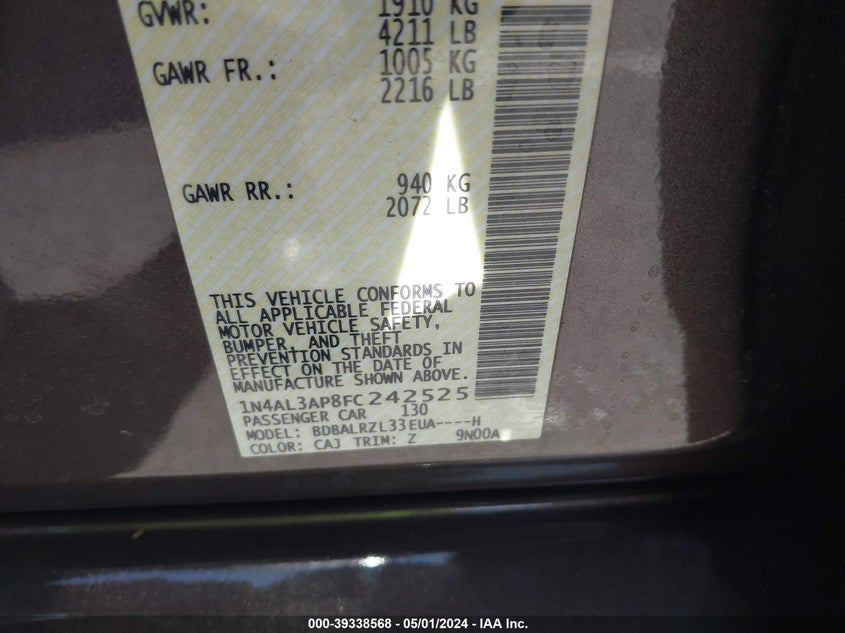 GVWR: 1910 KG
4211 LB
GAWR FR.: 1005 KG
2216 LB
GAWR RR.: 940 KG
2072 LB
THIS VEHICLE CONFORMS TO
ALL APPLICABLE FEDERAL
MOTOR VEHICLE SAFETY,
BUMPER, AND THEFT
PREVENTION STANDARDS IN
EFFECT ON THE DATE OF
MANUFACTURE SHOWN ABOVE.
1N4AL3AP8FC242525
PASSENGER CAR 130
MODEL: BDBALRZL33EUA----H
COLOR: CAJ TRIM: Z 9N00A
000-39338568 - 05/01/2024 - IAA Inc.